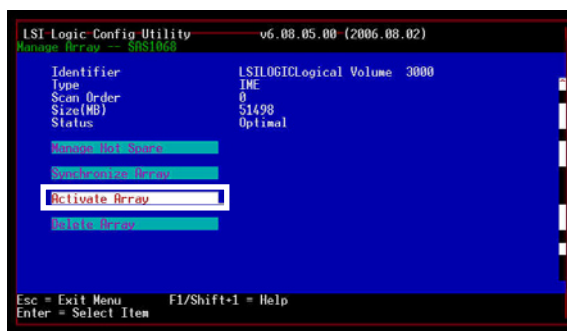 LSI Logic Config Utility v6.08.05.00 (2006.08.02)
Manage Array -- SAS1068
Identifier LSILOGICLogical Volume 3000
Type IME
Scan Order 0
Size(MB) 51498
Status Optimal
Manage Hot Spare
Synchronize Array
Activate Array
Delete Array
Esc = Exit Menu F1/Shift+1 = Help
Enter = Select Item